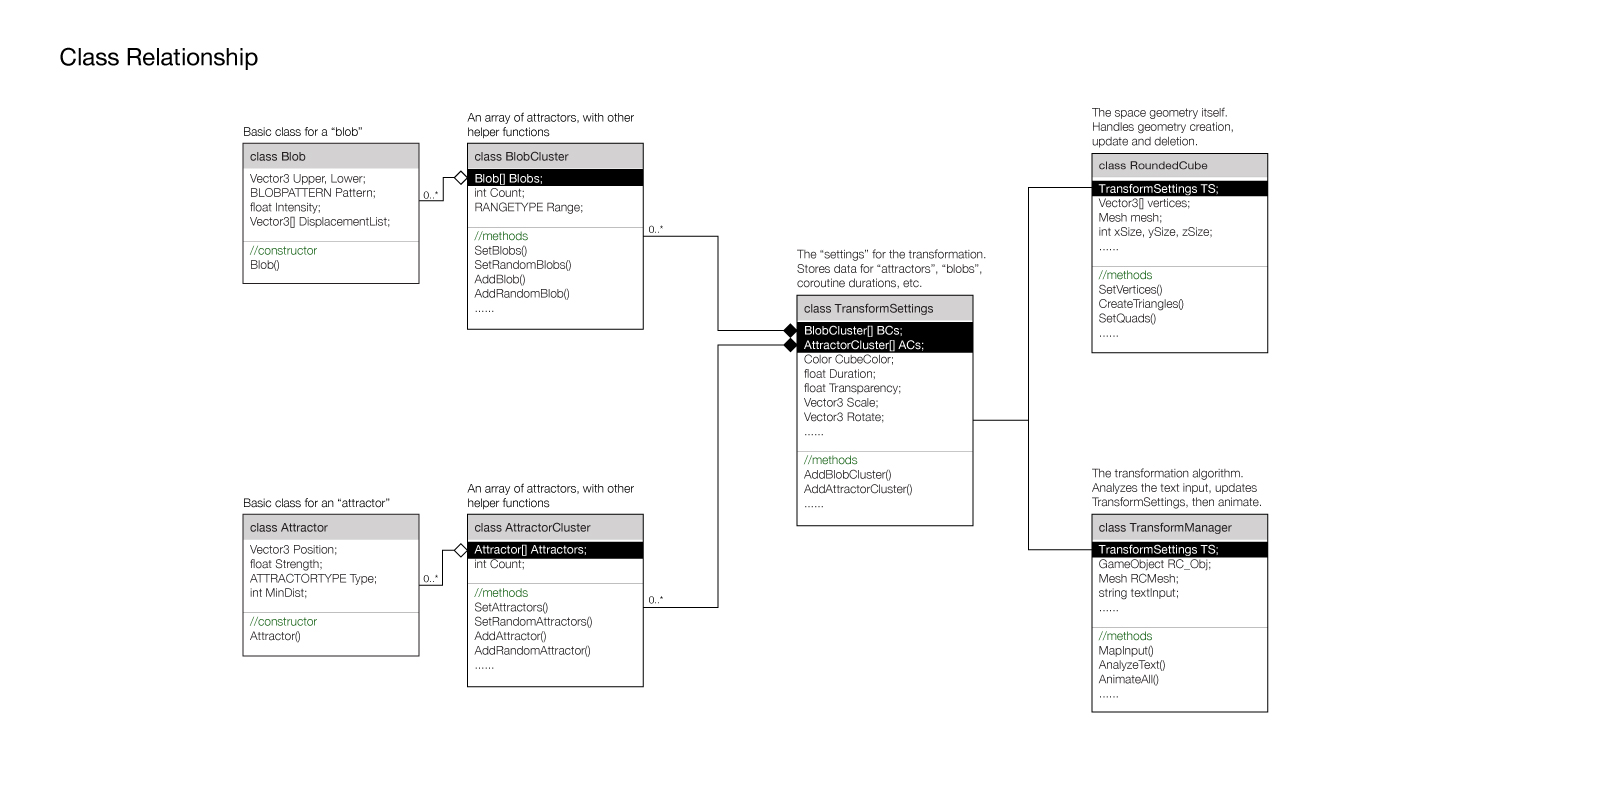 Class Relationship
Basic class for a “blob”
class Blob
Vector3 Upper, Lower;
BLOBPATTERN Pattern;
float Intensity;
Vector3[] DisplacementList;
//constructor
Blob()
0..*
An array of attractors, with other
helper functions
class BlobCluster
Blob[] Blobs;
int Count;
RANGETYPE Range;
//methods
SetBlobs()
SetRandomBlobs()
AddBlob()
AddRandomBlob()
......
0..*
Basic class for an “attractor”
class Attractor
Vector3 Position;
float Strength;
ATTRACTORTYPE Type;
int MinDist;
//constructor
Attractor()
0..*
An array of attractors, with other
helper functions
class AttractorCluster
Attractor[] Attractors;
int Count;
//methods
SetAttractors()
SetRandomAttractors()
AddAttractor()
AddRandomAttractor()
......
0..*
The “settings” for the transformation.
Stores data for “attractors”, “blobs”,
coroutine durations, etc.
class TransformSettings
BlobCluster[] BCs;
AttractorCluster[] ACs;
Color CubeColor;
float Duration;
float Transparency;
Vector3 Scale;
Vector3 Rotate;
......
//methods
AddBlobCluster()
AddAttractorCluster()
......
The space geometry itself.
Handles geometry creation,
update and deletion.
class RoundedCube
TransformSettings TS;
Vector3[] vertices;
Mesh mesh;
int xSize, ySize, zSize;
......
//methods
SetVertices()
CreateTriangles()
SetQuads()
......
The transformation algorithm.
Analyzes the text input, updates
TransformSettings, then animate.
class TransformManager
TransformSettings TS;
GameObject RC_Obj;
Mesh RCMesh;
string textInput;
......
//methods
MapInput()
AnalyzeText()
AnimateAll()
......